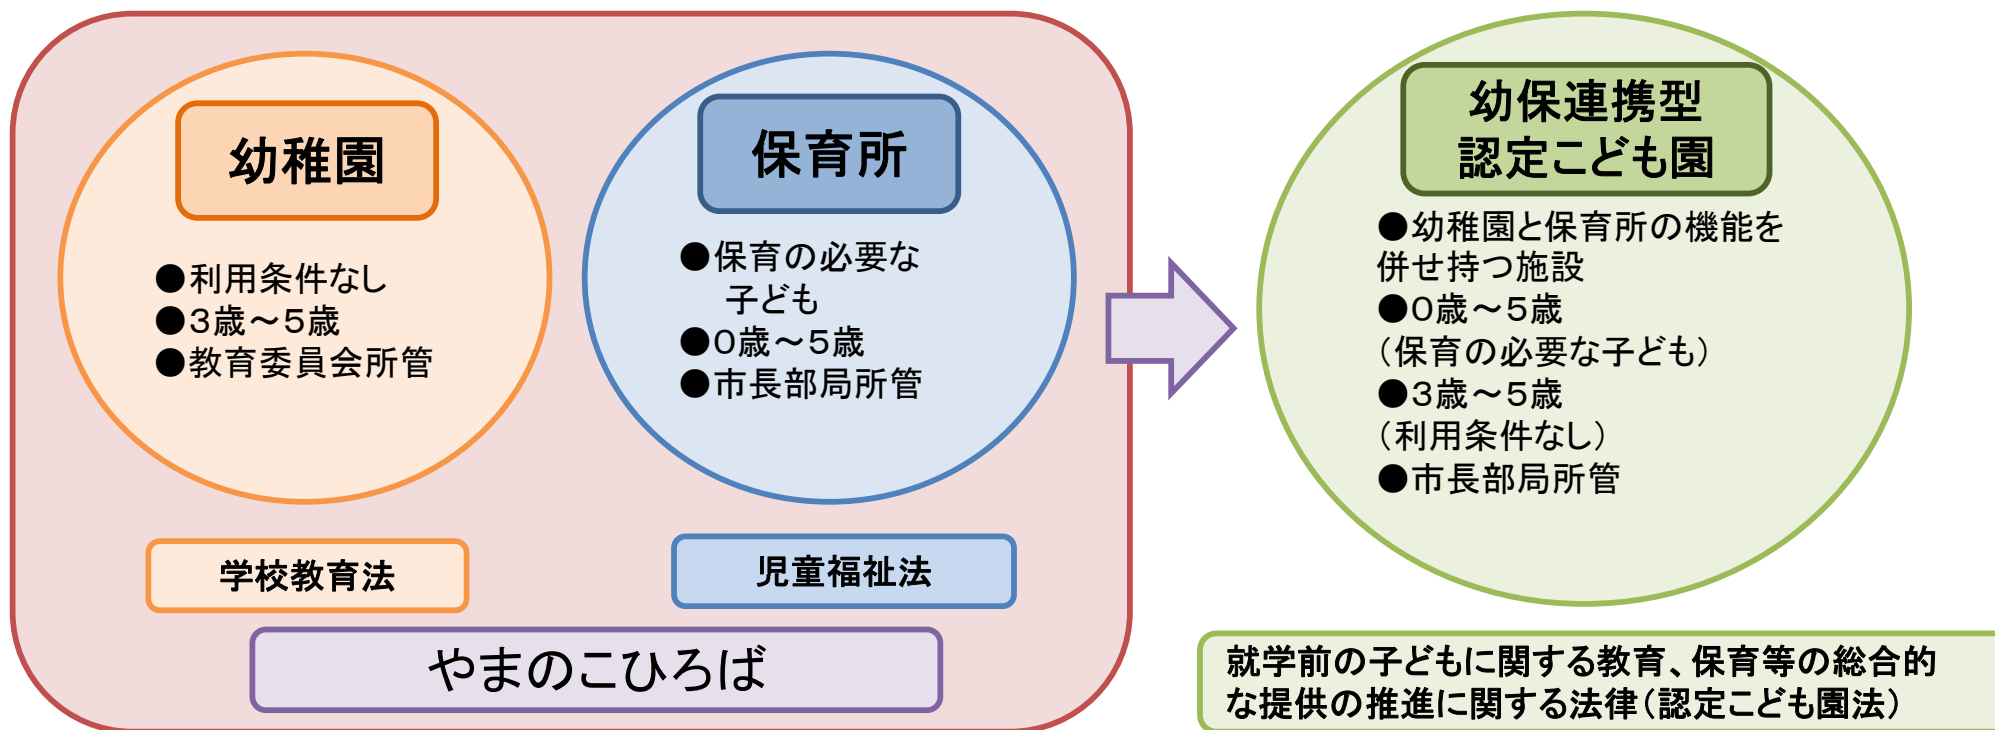 幼稚園
●利用条件なし
●3歳～5歳
●教育委員会所管
学校教育法
保育所
●保育の必要な
子ども
●0歳～5歳
●市長部局所管
児童福祉法
やまのこひろば
幼保連携型
認定こども園
●幼稚園と保育所の機能を
併せ持つ施設
●0歳～5歳
（保育の必要な子ども）
●3歳～5歳
（利用条件なし）
●市長部局所管
就学前の子どもに関する教育、保育等の総合的
な提供の推進に関する法律（認定こども園法）